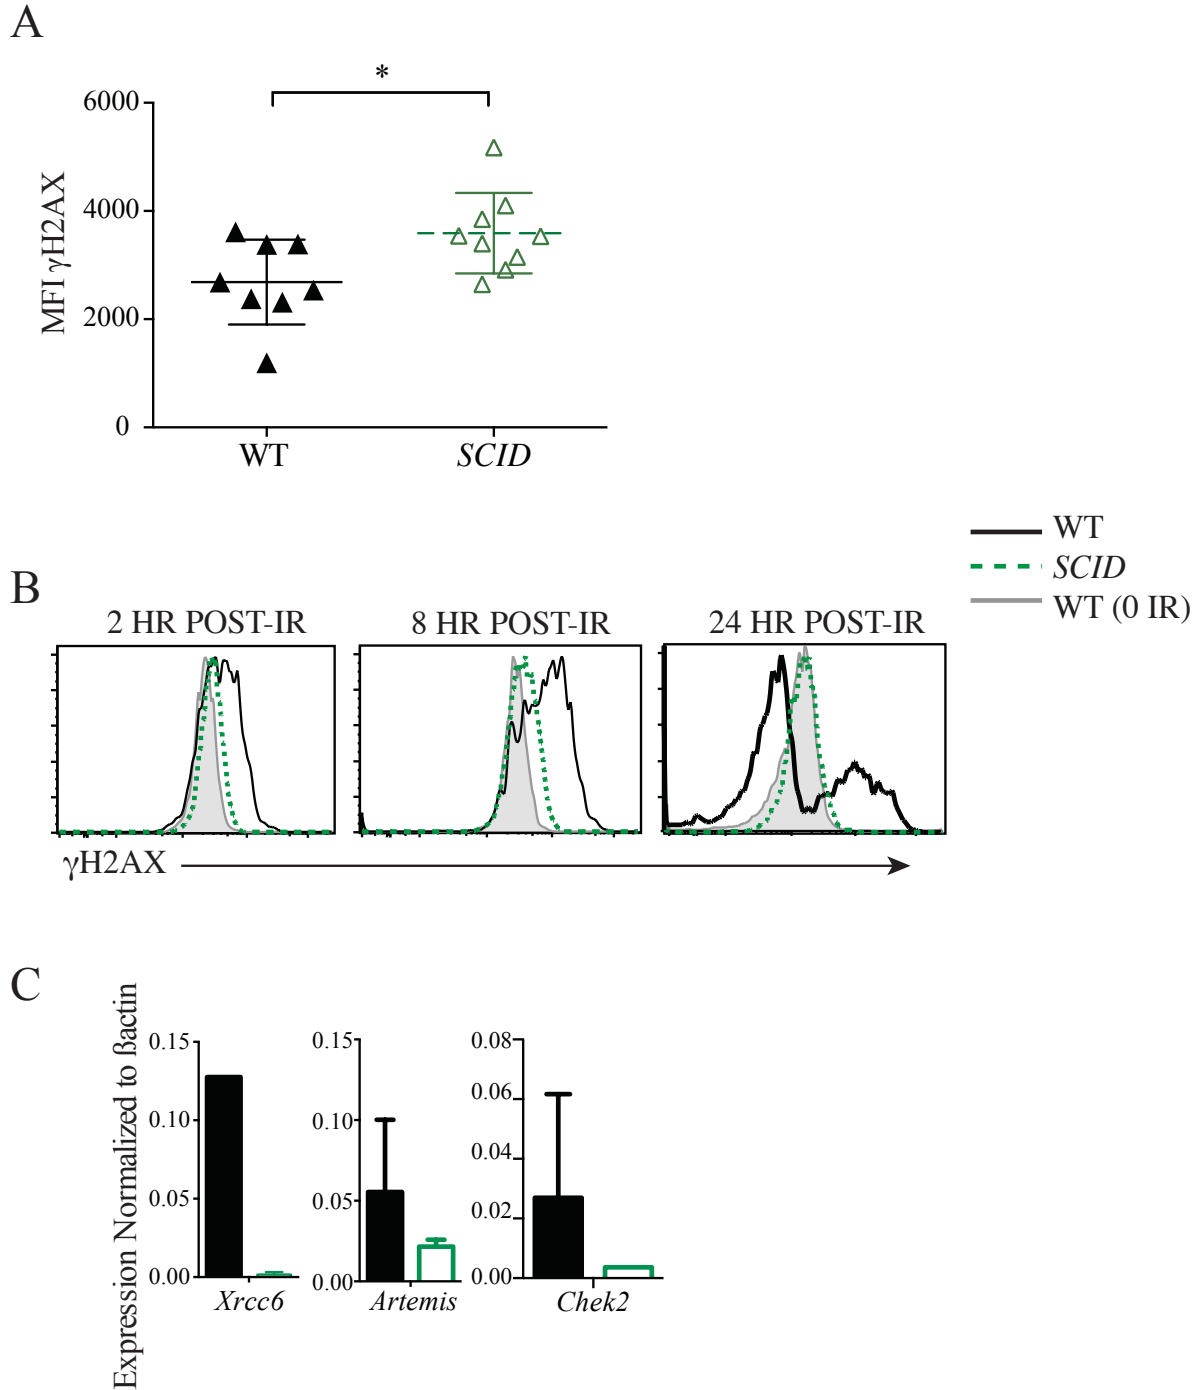 A
*
6000
4000
2000
0
MFI γH2AX
WT
SCID
WT
SCID
WT (0 IR)
B
2 HR POST-IR
8 HR POST-IR
24 HR POST-IR
γH2AX
C
Expression Normalized to ßactin
0.15
0.10
0.05
0.00
Xrcc6
0.15
0.10
0.05
0.00
Artemis
0.08
0.06
0.04
0.02
0.00
Chek2